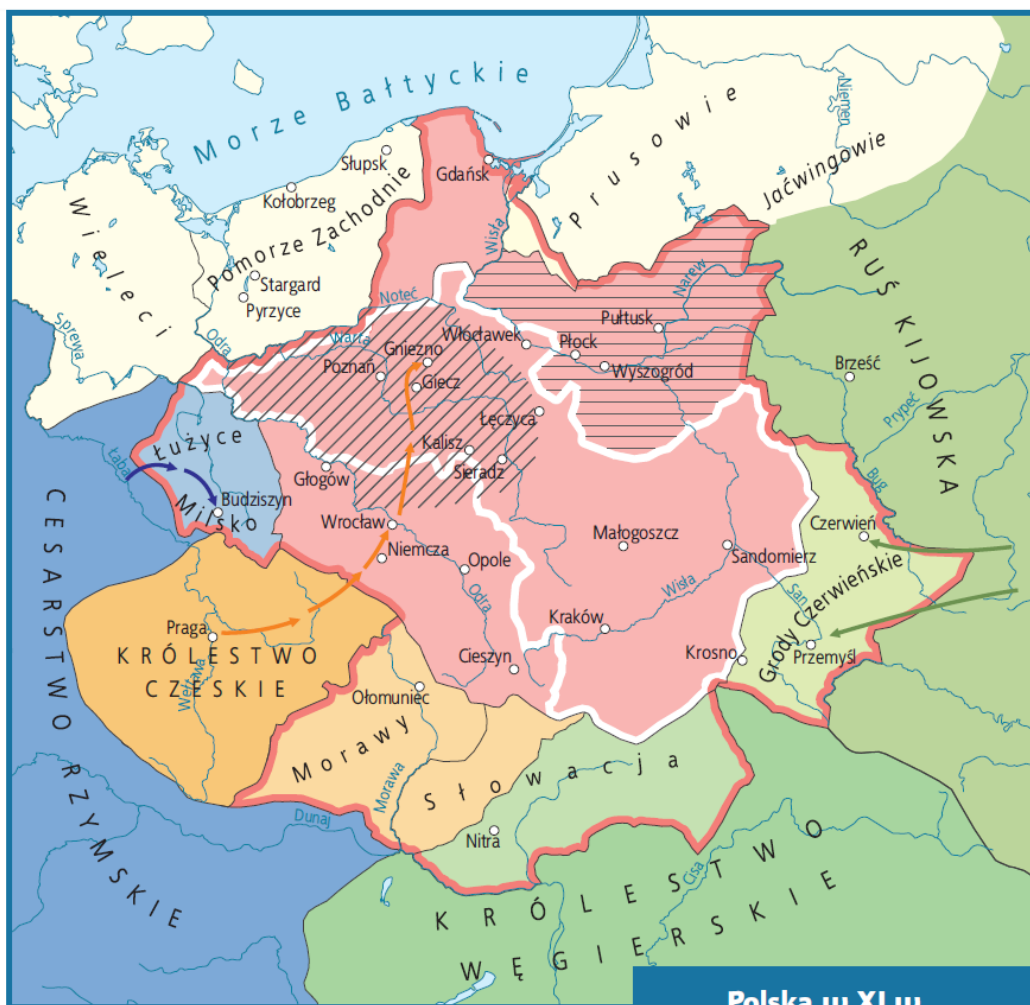 Morze Bałtyckie
Niemen
Prusowie
Jaćwingowie
Słupsk
Gdańsk
Kołobrzeg
Pomorze Zachodnie
Wieleci
Wisła
Stargard
Pyrzyce
Noteć
Narew
RUŚ KIJOWSKA
Sprewa
Odra
Warta
Włocławek
Pułtusk
Gniezno
Płock
Poznań
Giecz
Wyszogród
Brześć
Prypeć
Łęczyca
Łużyce
Kalisz
Sieradz
Łaba
Głogów
Bug
Budziszyn
Milsko
Wrocław
Czerwień
Małogoszcz
Niemcza
Sandomierz
Opole
Odra
Wisła
San
Grody Czerwieńskie
CESARSTWO RZYMSKIE
Praga
Kraków
KRÓLESTWO
CZESKIE
Wełtawa
Cieszyn
Krosno
Przemyśl
Ołomuniec
Morawy
Morawa
Słowacja
Dunaj
Nitra
Cisa
KRÓLESTWO
WĘGIERSKIE
Polska w XI w.